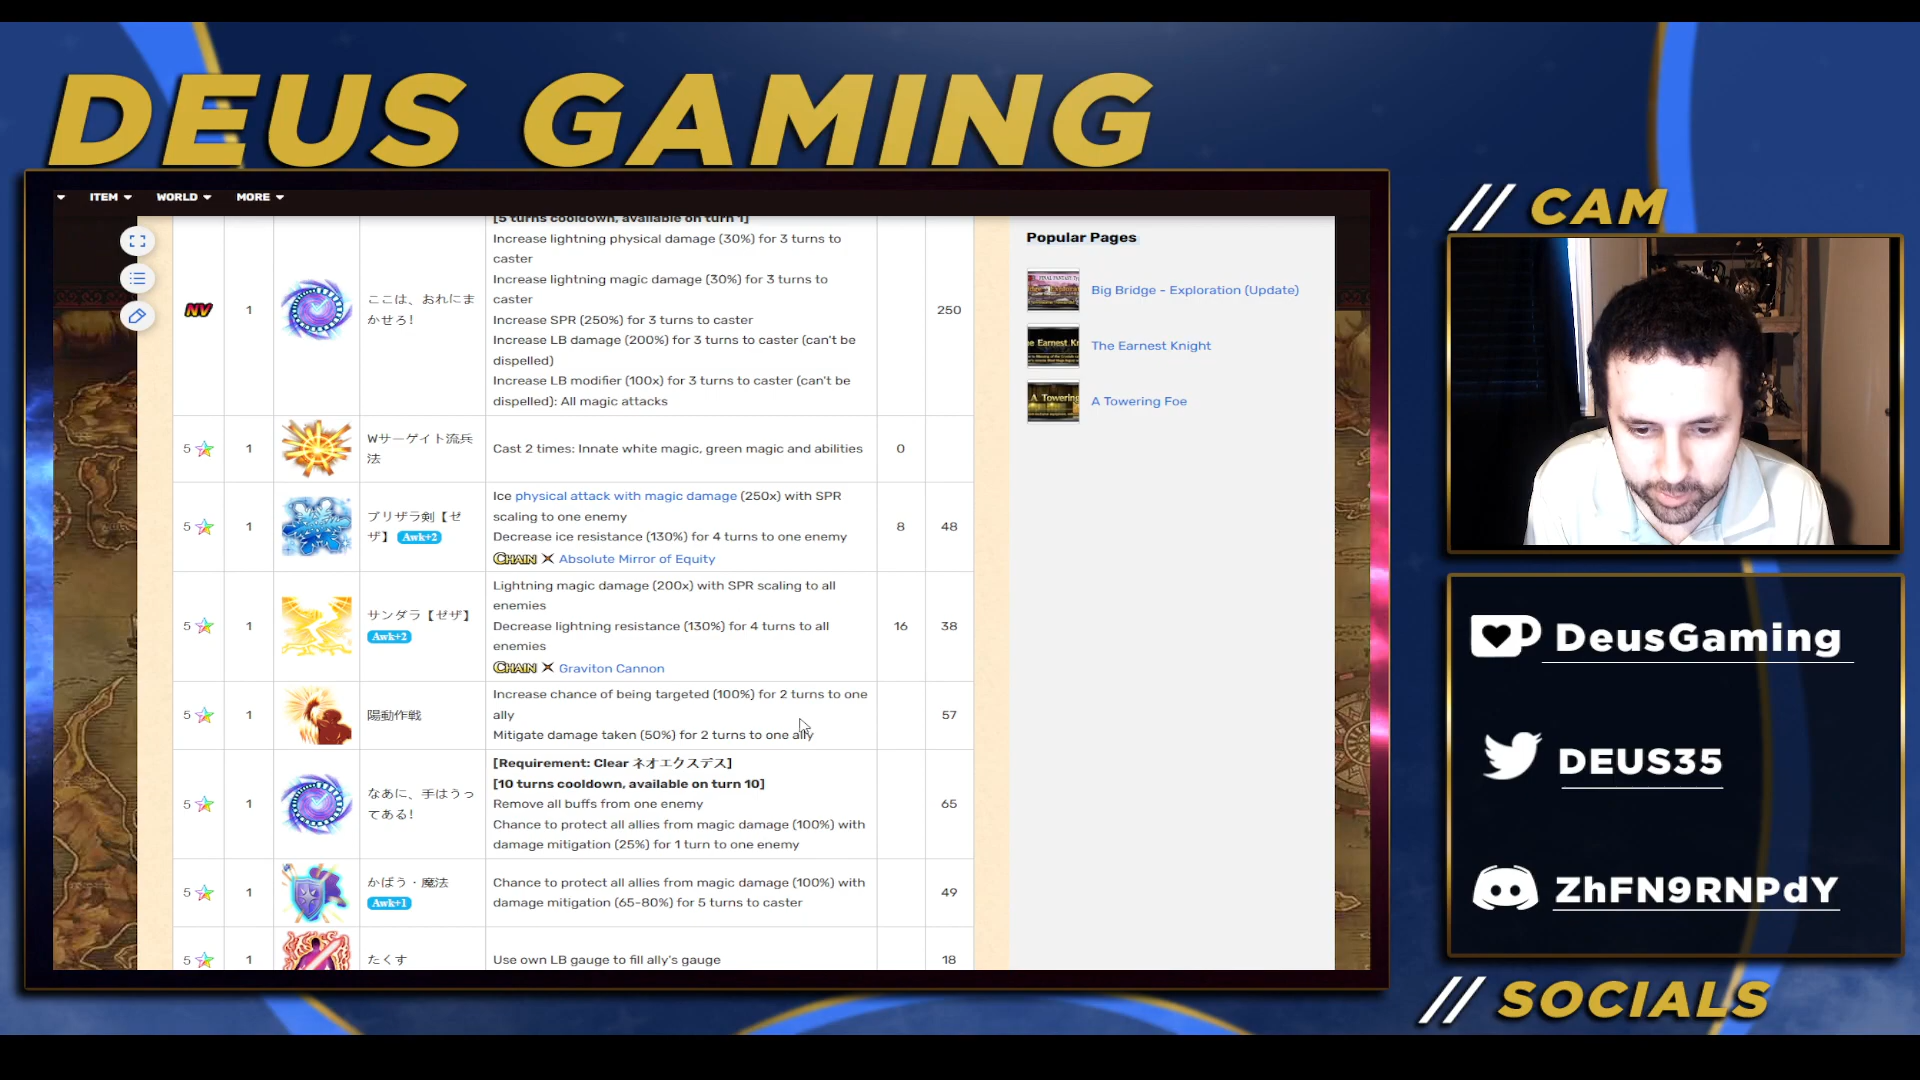 DEUS GAMING
ITEM
WORLD
MORE
NV
1
ここは、おれにま
かせろ!
[5 turns cooldown, available on turn 1]
Increase lightning physical damage (30%) for 3 turns to
caster
Increase lightning magic damage (30%) for 3 turns to
caster
Increase SPR (250%) for 3 turns to caster
Increase LB damage (200%) for 3 turns to caster (can't be
dispelled)
Increase LB modifier (100x) for 3 turns to caster (can't be
dispelled): All magic attacks
250
5
1
Wサーゲイト流兵
法
Cast 2 times: Innate white magic, green magic and abilities
0
5
1
ブリザラ剣【ゼ
ザ】 Awk+2
Ice physical attack with magic damage (250x) with SPR
scaling to one enemy
Decrease ice resistance (130%) for 4 turns to one enemy
CHAIN Absolute Mirror of Equity
8
48
5
1
サンダラ【ゼザ】
Awk+2
Lightning magic damage (200x) with SPR scaling to all
enemies
Decrease lightning resistance (130%) for 4 turns to all
enemies
CHAIN Graviton Cannon
16
38
5
1
陽動作戦
Increase chance of being targeted (100%) for 2 turns to one
ally
Mitigate damage taken (50%) for 2 turns to one ally
57
5
1
なあに、手はうっ
てある!
[Requirement: Clear ネオエクスデス]
[10 turns cooldown, available on turn 10]
Remove all buffs from one enemy
Chance to protect all allies from magic damage (100%) with
damage mitigation (25%) for 1 turn to one enemy
65
5
1
かばう・魔法
Awk+1
Chance to protect all allies from magic damage (100%) with
damage mitigation (65-80%) for 5 turns to caster
49
5
1
たくす
Use own LB gauge to fill ally's gauge
18
Popular Pages
Big Bridge - Exploration (Update)
The Earnest Knight
A Towering Foe
// CAM
DeusGaming
DEUS35
ZhFN9RNPdY
// SOCIALS